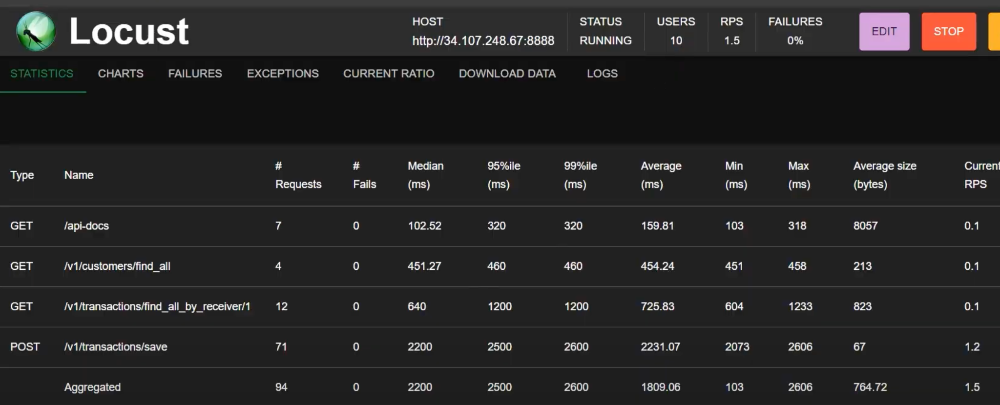 Locust
HOST
http://34.107.248.67:8888
STATUS
RUNNING
USERS
10
RPS
1.5
FAILURES
0%
EDIT
STOP
STATISTICS CHARTS FAILURES EXCEPTIONS CURRENT RATIO DOWNLOAD DATA LOGS
Type Name # Requests # Fails Median (ms) 95%ile (ms) 99%ile (ms) Average (ms) Min (ms) Max (ms) Average size (bytes) Current RPS
GET /api-docs 7 0 102.52 320 320 159.81 103 318 8057 0.1
GET /v1/customers/find_all 4 0 451.27 460 460 454.24 451 458 213 0.1
GET /v1/transactions/find_all_by_receiver/1 12 0 640 1200 1200 725.83 604 1233 823 0.1
POST /v1/transactions/save 71 0 2200 2500 2600 2231.07 2073 2606 67 1.2
Aggregated 94 0 2200 2500 2600 1809.06 103 2606 764.72 1.5